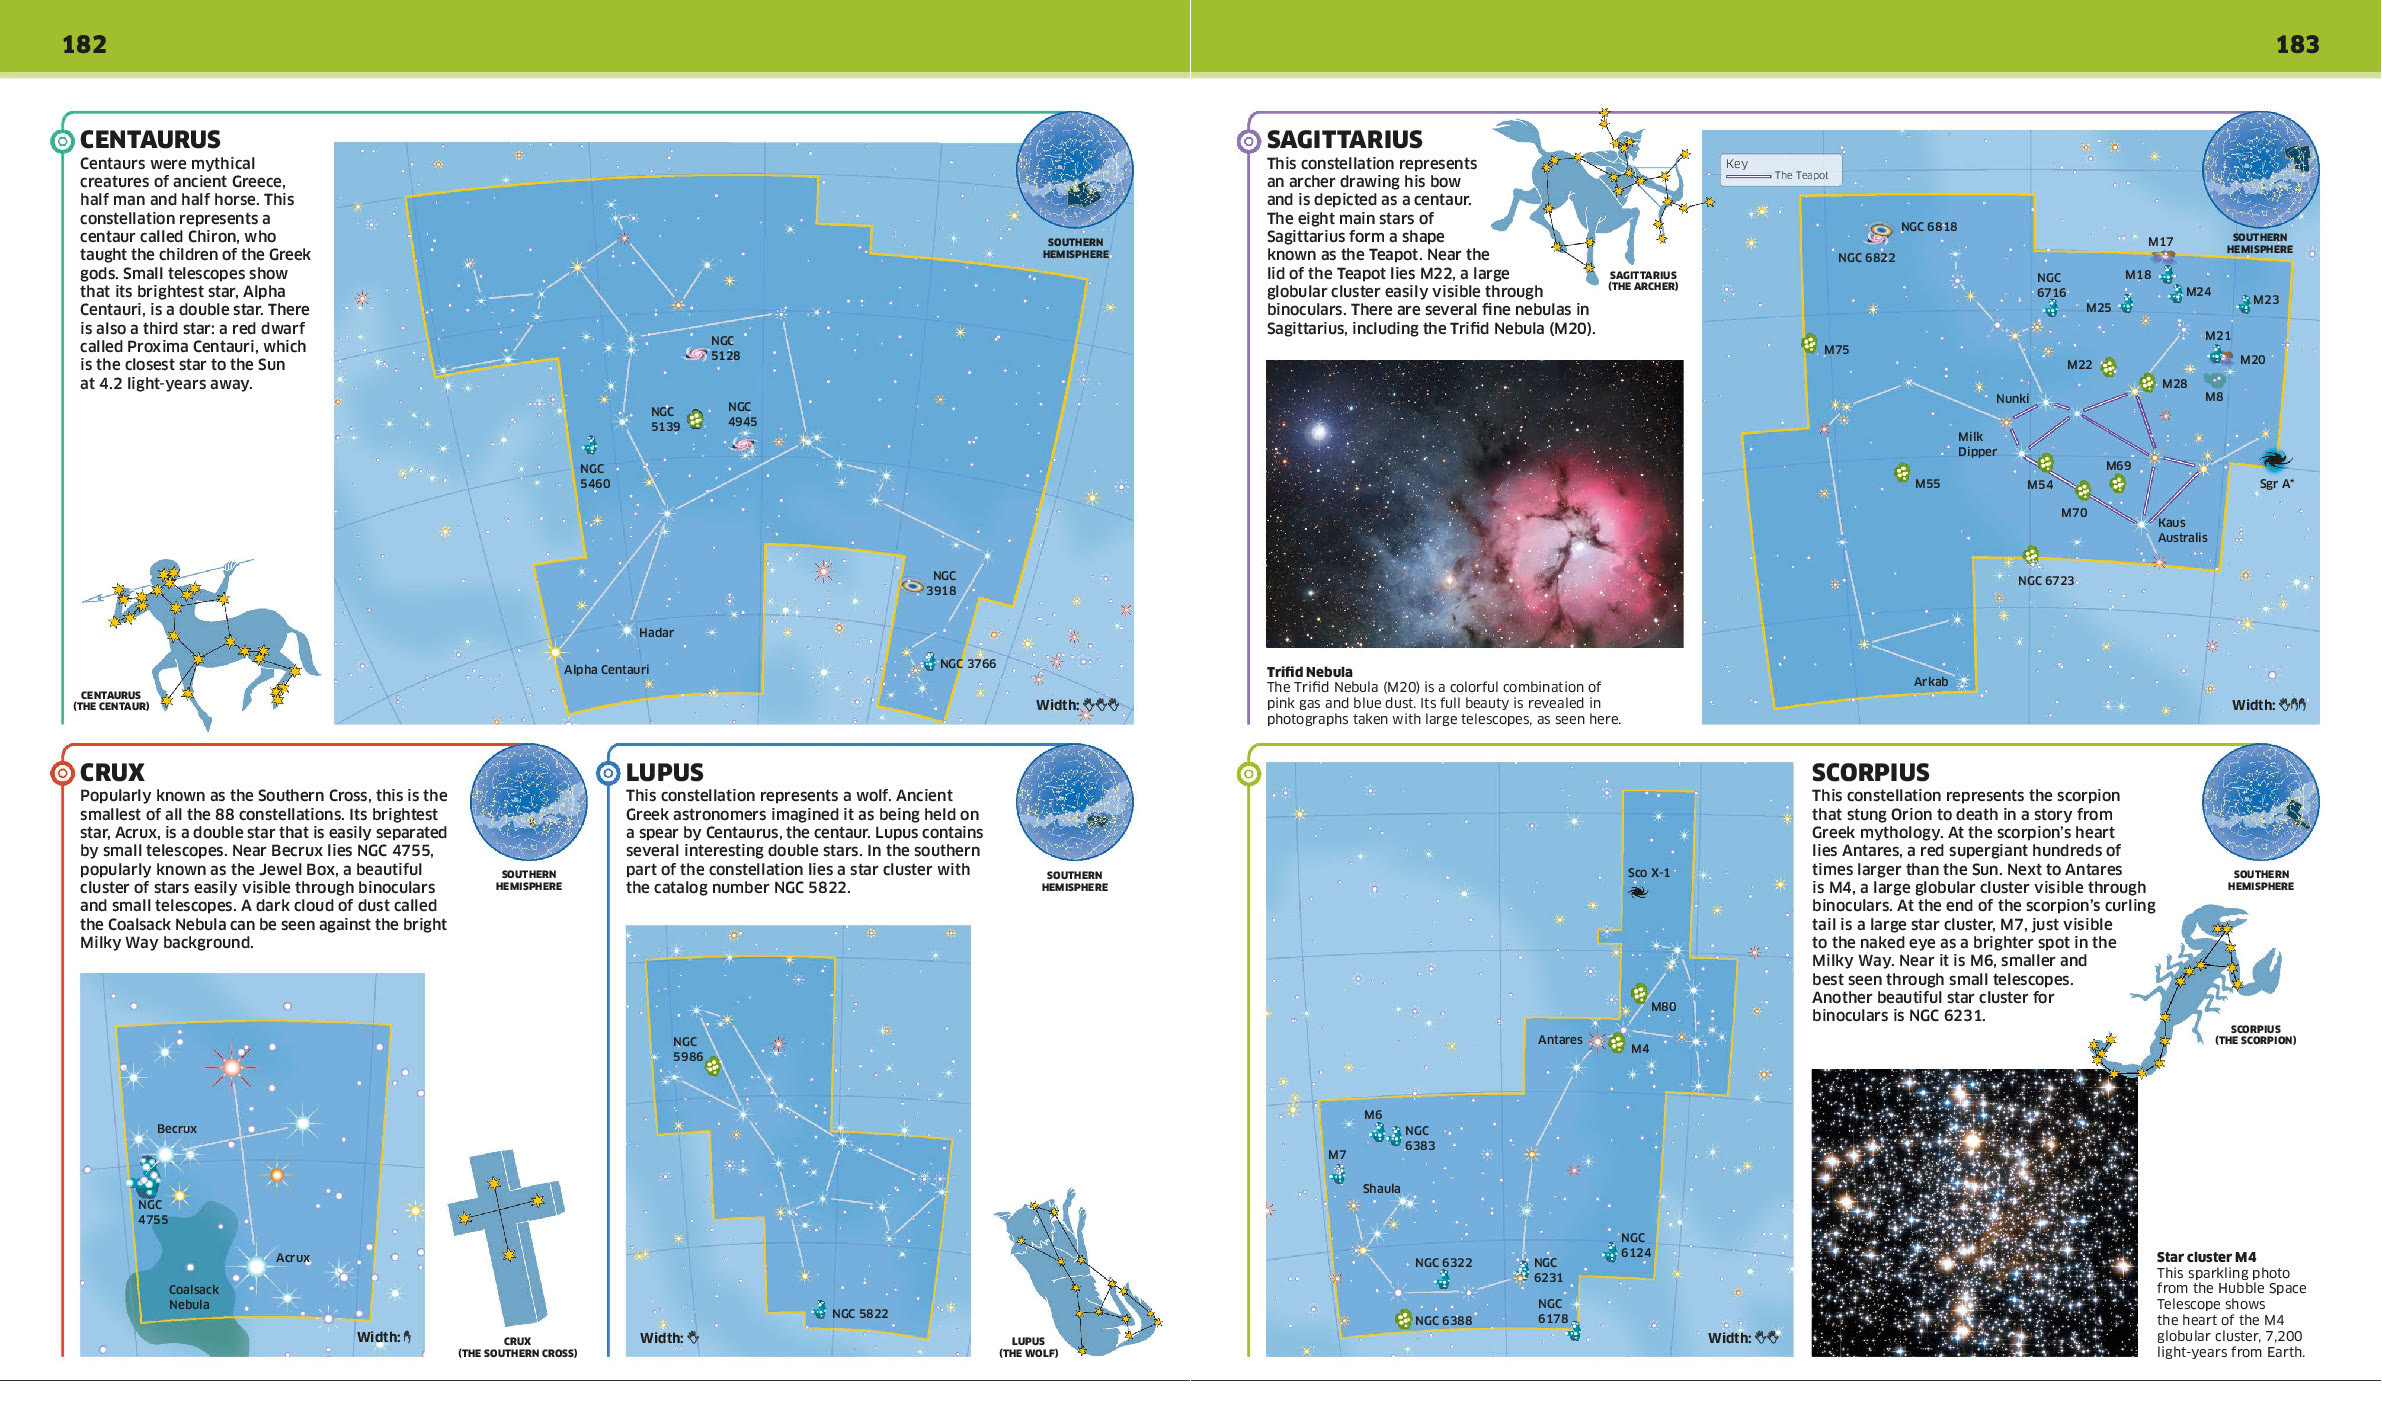 182
183
CENTAURUS
Centaurs were mythical
creatures of ancient Greece,
half man and half horse. This
constellation represents a
centaur called Chiron, who
taught the children of the Greek
gods. Small telescopes show
that its brightest star, Alpha
Centauri, is a double star. There
is also a third star: a red dwarf
called Proxima Centauri, which
is the closest star to the Sun
at 4.2 light-years away.
CENTAURUS
(THE CENTAUR)
SOUTHERN
HEMISPHERE
NGC
5128
NGC
5139
NGC
4945
NGC
5460
NGC
3918
Hadar
Alpha Centauri
NGC 3766
Width:
CRUX
Popularly known as the Southern Cross, this is the
smallest of all the 88 constellations. Its brightest
star, Acrux, is a double star that is easily separated
by small telescopes. Near Becrux lies NGC 4755,
popularly known as the Jewel Box, a beautiful
cluster of stars easily visible through binoculars
and small telescopes. A dark cloud of dust called
the Coalsack Nebula can be seen against the bright
Milky Way background.
SOUTHERN
HEMISPHERE
Becrux
NGC
4755
Acrux
Coalsack
Nebula
Width:
CRUX
(THE SOUTHERN CROSS)
LUPUS
This constellation represents a wolf. Ancient
Greek astronomers imagined it as being held on
a spear by Centaurus, the centaur. Lupus contains
several interesting double stars. In the southern
part of the constellation lies a star cluster with
the catalog number NGC 5822.
SOUTHERN
HEMISPHERE
NGC
5986
NGC 5822
Width:
LUPUS
(THE WOLF)
SAGITTARIUS
This constellation represents
an archer drawing his bow
and is depicted as a centaur.
The eight main stars of
Sagittarius form a shape
known as the Teapot. Near the
lid of the Teapot lies M22, a large
globular cluster easily visible through
binoculars. There are several fine nebulas in
Sagittarius, including the Trifid Nebula (M20).
SAGITTARIUS
(THE ARCHER)
Trifid Nebula
The Trifid Nebula (M20) is a colorful combination of
pink gas and blue dust. Its full beauty is revealed in
photographs taken with large telescopes, as seen here.
Key
The Teapot
SOUTHERN
HEMISPHERE
NGC 6818
NGC 6822
M17
M18
NGC
6716
M24
M25
M23
M21
M75
M20
M22
M28
M8
Nunki
Milk
Dipper
M69
M55
M54
Sgr A*
M70
Kaus
Australis
NGC 6723
Arkab
Width:
SCORPIUS
This constellation represents the scorpion
that stung Orion to death in a story from
Greek mythology. At the scorpion's heart
lies Antares, a red supergiant hundreds of
times larger than the Sun. Next to Antares
is M4, a large globular cluster visible through
binoculars. At the end of the scorpion's curling
tail is a large star cluster, M7, just visible
to the naked eye as a brighter spot in the
Milky Way. Near it is M6, smaller and
best seen through small telescopes.
Another beautiful star cluster for
binoculars is NGC 6231.
SOUTHERN
HEMISPHERE
SCORPIUS
(THE SCORPION)
Sco X-1
M80
Antares
M4
M6
NGC
6383
M7
Shaula
NGC
6124
NGC 6322
NGC
6231
NGC
6178
NGC 6388
Width:
Star cluster M4
This sparkling photo
from the Hubble Space
Telescope shows
the heart of the M4
globular cluster, 7,200
light-years from Earth.